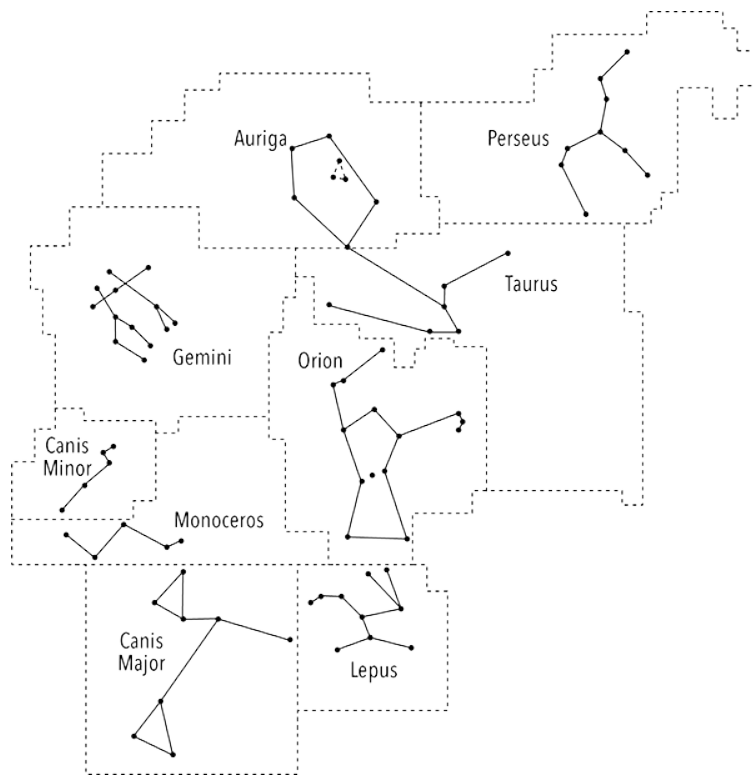 Auriga
Perseus
Taurus
Gemini
Orion
Canis
Minor
Monoceros
Canis
Major
Lepus